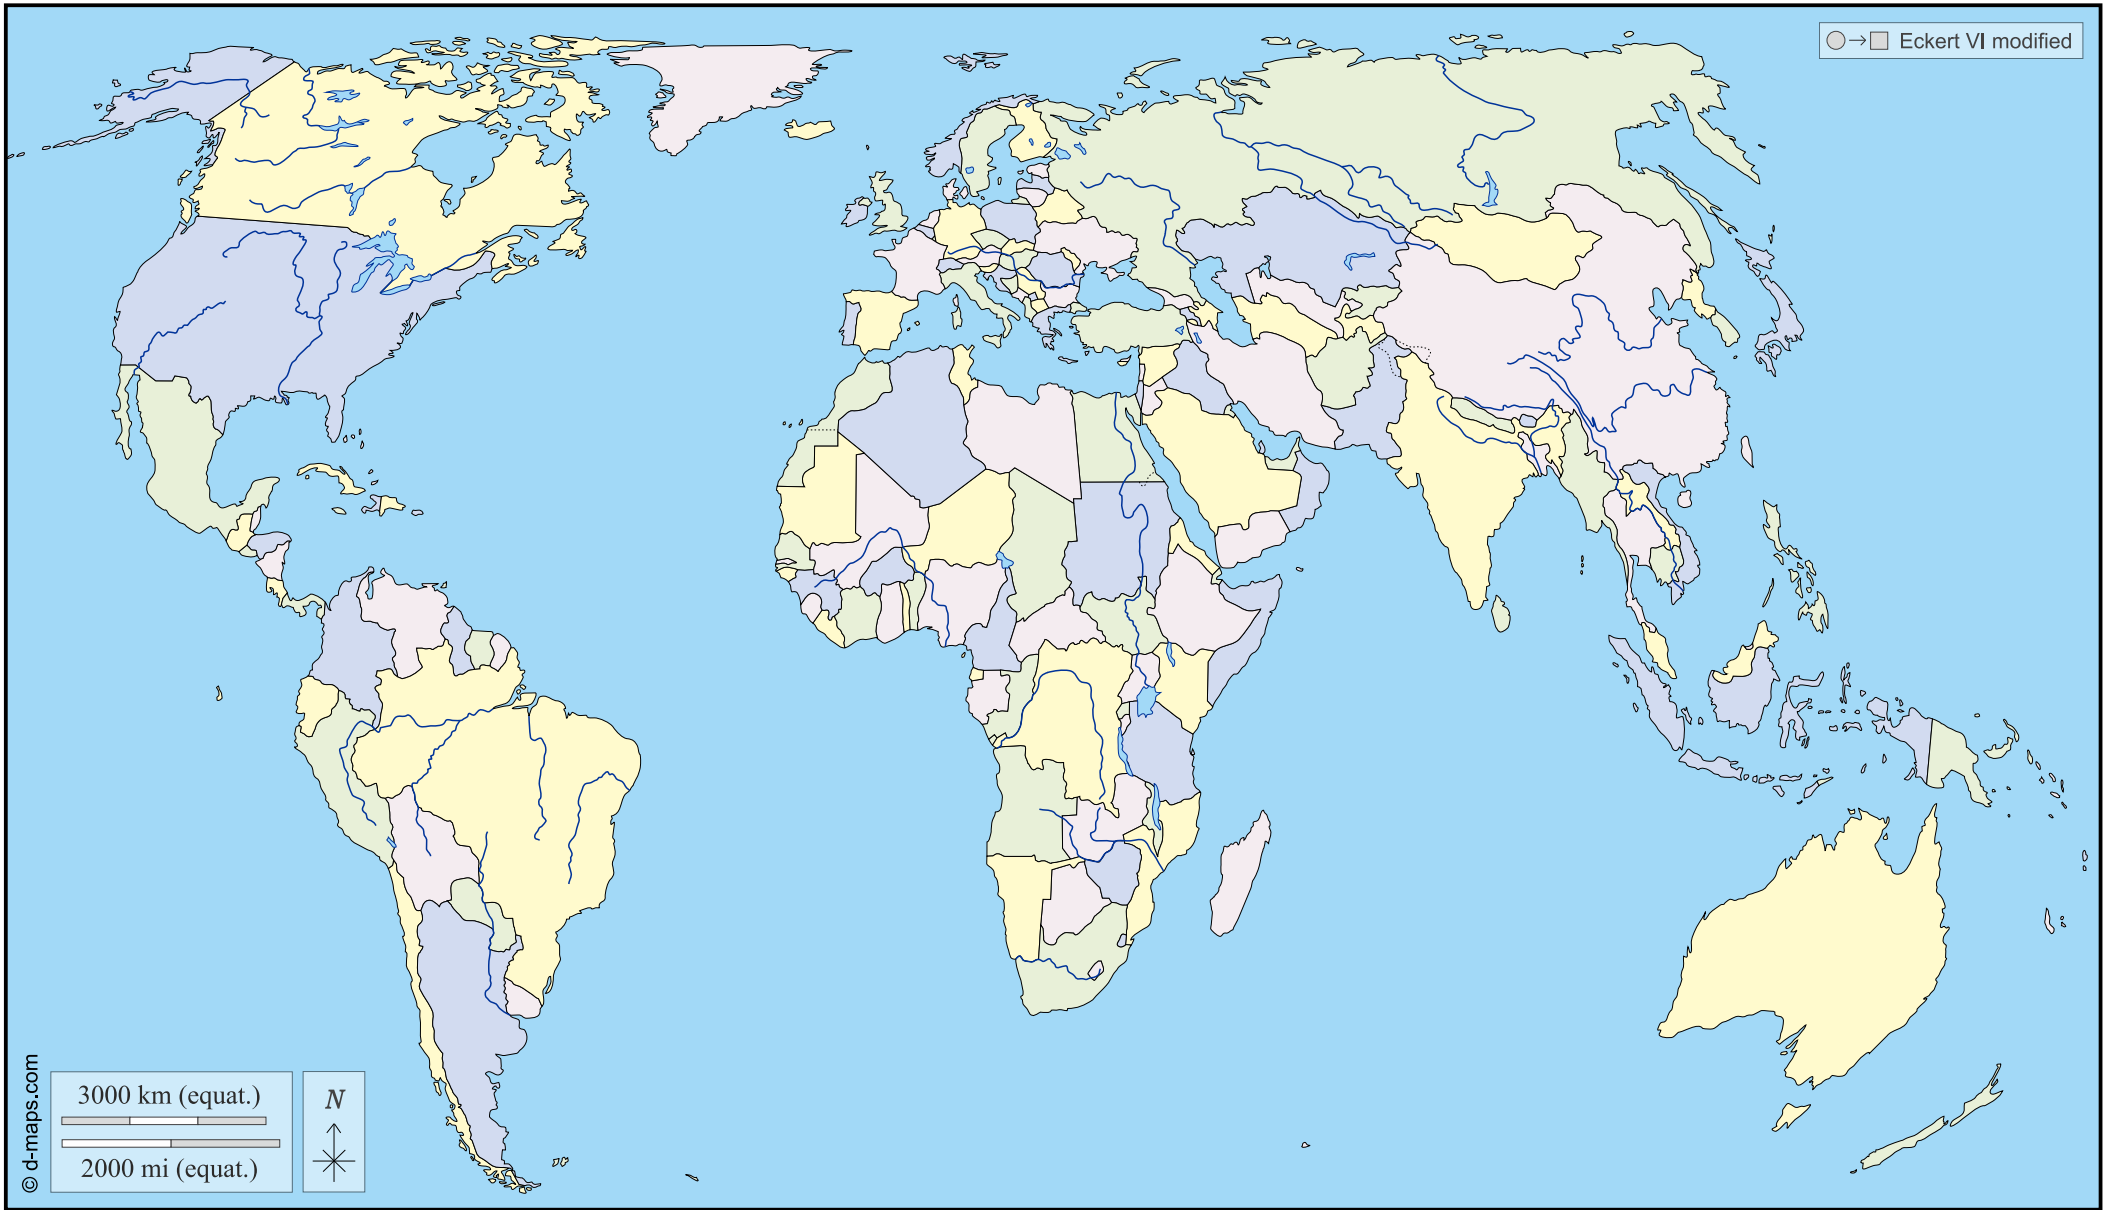 Eckert VI modified
© d-maps.com
3000 km (equat.)
2000 mi (equat.)
N